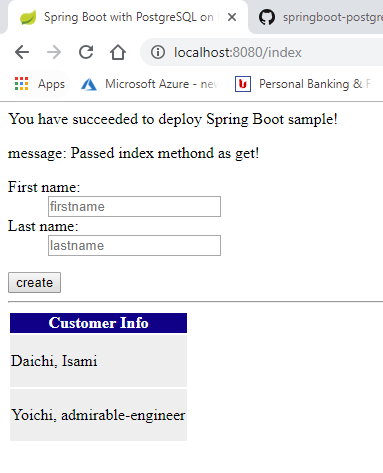 Spring Boot with PostgreSQL on
springboot-postgr
localhost:8080/index
Apps
Microsoft Azure - nev
Personal Banking & F
You have succeeded to deploy Spring Boot sample!
message: Passed index methond as get!
First name:
firstname
Last name:
lastname
create
Customer Info
Daichi, Isami
Yoichi, admirable-engineer